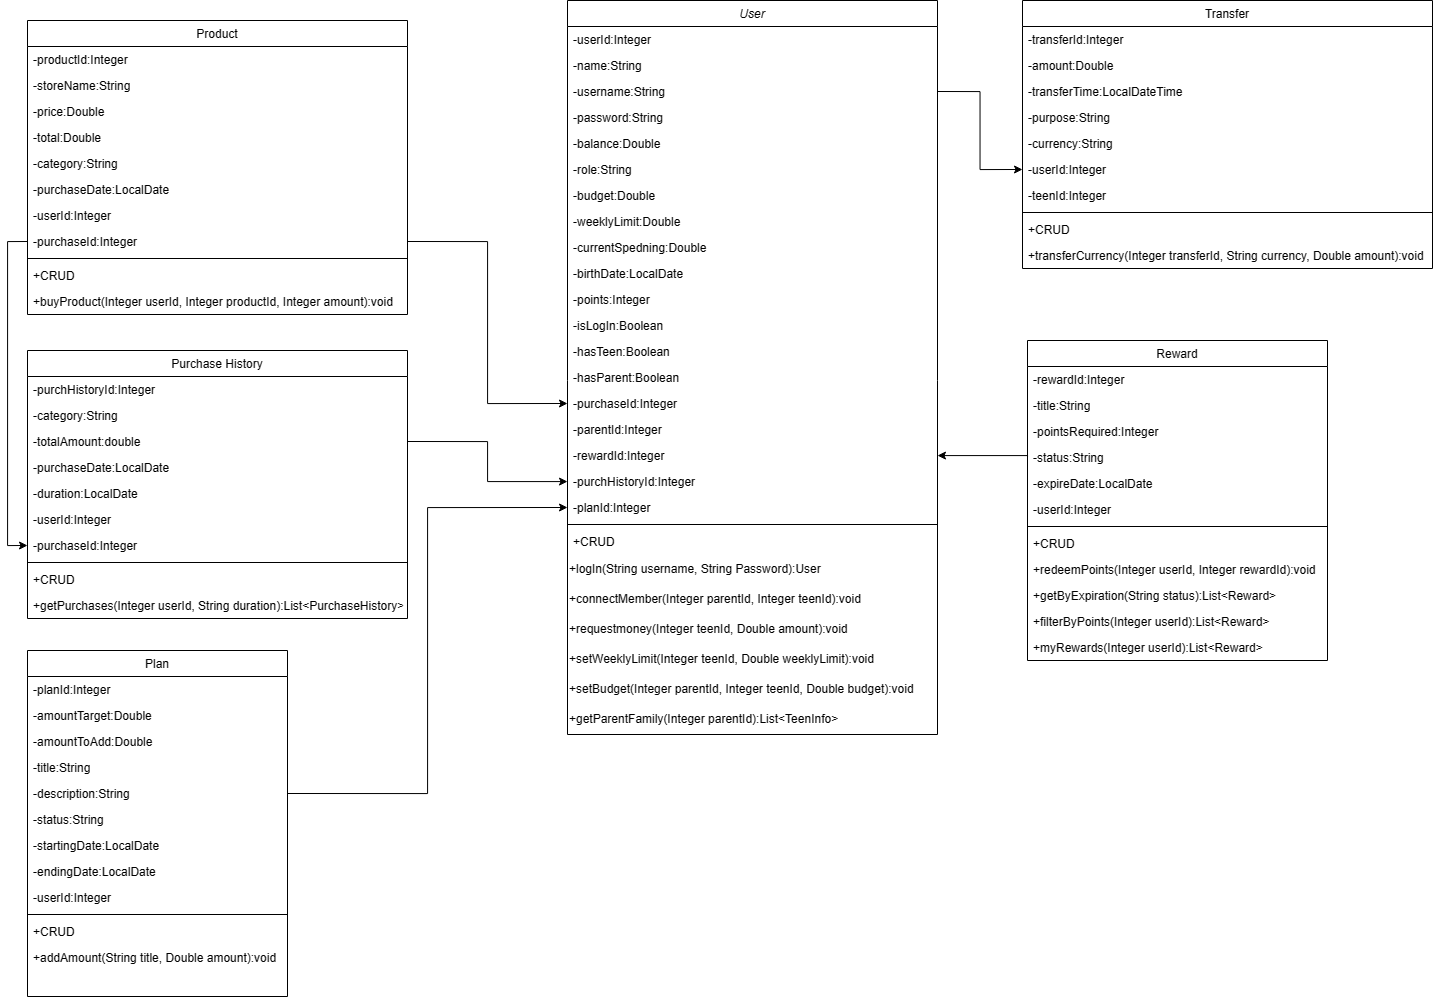 Product
-productId:Integer
-storeName:String
-price:Double
-total:Double
-category:String
-purchaseDate:LocalDate
-userId:Integer
-purchaseId:Integer
+CRUD
+buyProduct(Integer userId, Integer productId, Integer amount):void
Purchase History
-purchHistoryId:Integer
-category:String
-totalAmount:double
-purchaseDate:LocalDate
-duration:LocalDate
-userId:Integer
-purchaseId:Integer
+CRUD
+getPurchases(Integer userId, String duration):List<PurchaseHistory>
Plan
-planId:Integer
-amountTarget:Double
-amountToAdd:Double
-title:String
-description:String
-status:String
-startingDate:LocalDate
-endingDate:LocalDate
-userId:Integer
+CRUD
+addAmount(String title, Double amount):void
User
-userId:Integer
-name:String
-username:String
-password:String
-balance:Double
-role:String
-budget:Double
-weeklyLimit:Double
-currentSpedning:Double
-birthDate:LocalDate
-points:Integer
-isLogIn:Boolean
-hasTeen:Boolean
-hasParent:Boolean
-purchaseId:Integer
-parentId:Integer
-rewardId:Integer
-purchHistoryId:Integer
-planId:Integer
+CRUD
+logIn(String username, String Password):User
+connectMember(Integer parentId, Integer teenId):void
+requestmoney(Integer teenId, Double amount):void
+setWeeklyLimit(Integer teenId, Double weeklyLimit):void
+setBudget(Integer parentId, Integer teenId, Double budget):void
+getParentFamily(Integer parentId):List<TeenInfo>
Transfer
-transferId:Integer
-amount:Double
-transferTime:LocalDateTime
-purpose:String
-currency:String
-userId:Integer
-teenId:Integer
+CRUD
+transferCurrency(Integer transferId, String currency, Double amount):void
Reward
-rewardId:Integer
-title:String
-pointsRequired:Integer
-status:String
-expireDate:LocalDate
-userId:Integer
+CRUD
+redeemPoints(Integer userId, Integer rewardId):void
+getByExpiration(String status):List<Reward>
+filterByPoints(Integer userId):List<Reward>
+myRewards(Integer userId):List<Reward>